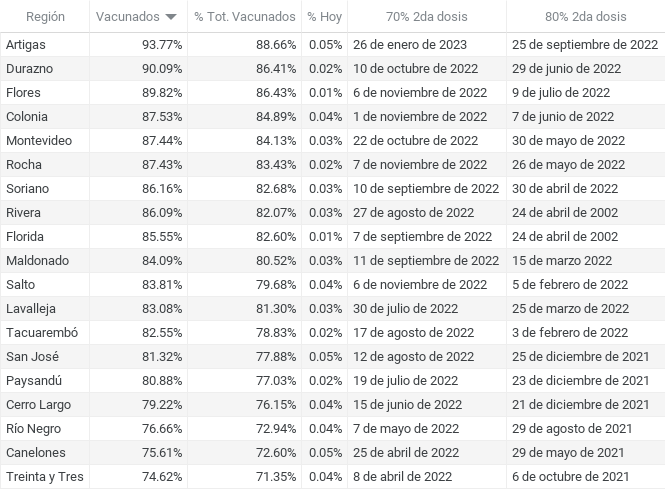 Región Vacunados % Tot. Vacunados % Hoy 70% 2da dosis 80% 2da dosis
Artigas 93.77% 88.66% 0.05% 26 de enero de 2023 25 de septiembre de 2022
Durazno 90.09% 86.41% 0.02% 10 de octubre de 2022 29 de junio de 2022
Flores 89.82% 86.43% 0.01% 6 de noviembre de 2022 9 de julio de 2022
Colonia 87.53% 84.89% 0.04% 1 de noviembre de 2022 7 de junio de 2022
Montevideo 87.44% 84.13% 0.03% 22 de octubre de 2022 30 de mayo de 2022
Rocha 87.43% 83.43% 0.02% 7 de noviembre de 2022 26 de mayo de 2022
Soriano 86.16% 82.68% 0.03% 10 de septiembre de 2022 30 de abril de 2022
Rivera 86.09% 82.07% 0.03% 27 de agosto de 2022 24 de abril de 2002
Florida 85.55% 82.60% 0.01% 7 de septiembre de 2022 24 de abril de 2002
Maldonado 84.09% 80.52% 0.03% 11 de septiembre de 2022 15 de marzo 2022
Salto 83.81% 79.68% 0.04% 6 de noviembre de 2022 5 de febrero de 2022
Lavalleja 83.08% 81.30% 0.03% 30 de julio de 2022 25 de marzo de 2022
Tacuarembó 82.55% 78.83% 0.02% 17 de agosto de 2022 3 de febrero de 2022
San José 81.32% 77.88% 0.05% 12 de agosto de 2022 25 de diciembre de 2021
Paysandú 80.88% 77.03% 0.02% 19 de julio de 2022 23 de diciembre de 2021
Cerro Largo 79.22% 76.15% 0.04% 15 de junio de 2022 21 de diciembre de 2021
Río Negro 76.66% 72.94% 0.04% 7 de mayo de 2022 29 de agosto de 2021
Canelones 75.61% 72.60% 0.05% 25 de abril de 2022 29 de mayo de 2021
Treinta y Tres 74.62% 71.35% 0.04% 8 de abril de 2022 6 de octubre de 2021